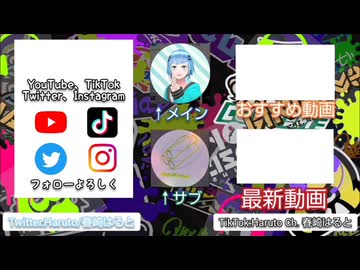 YouTube、TikTok
Twitter、Instagram
フォローよろしく
Twitter:Haruto/春崎はると
↑メイン
↑サブ
おすすめ動画
最新動画
TikTok:Haruto Ch. 春崎はると